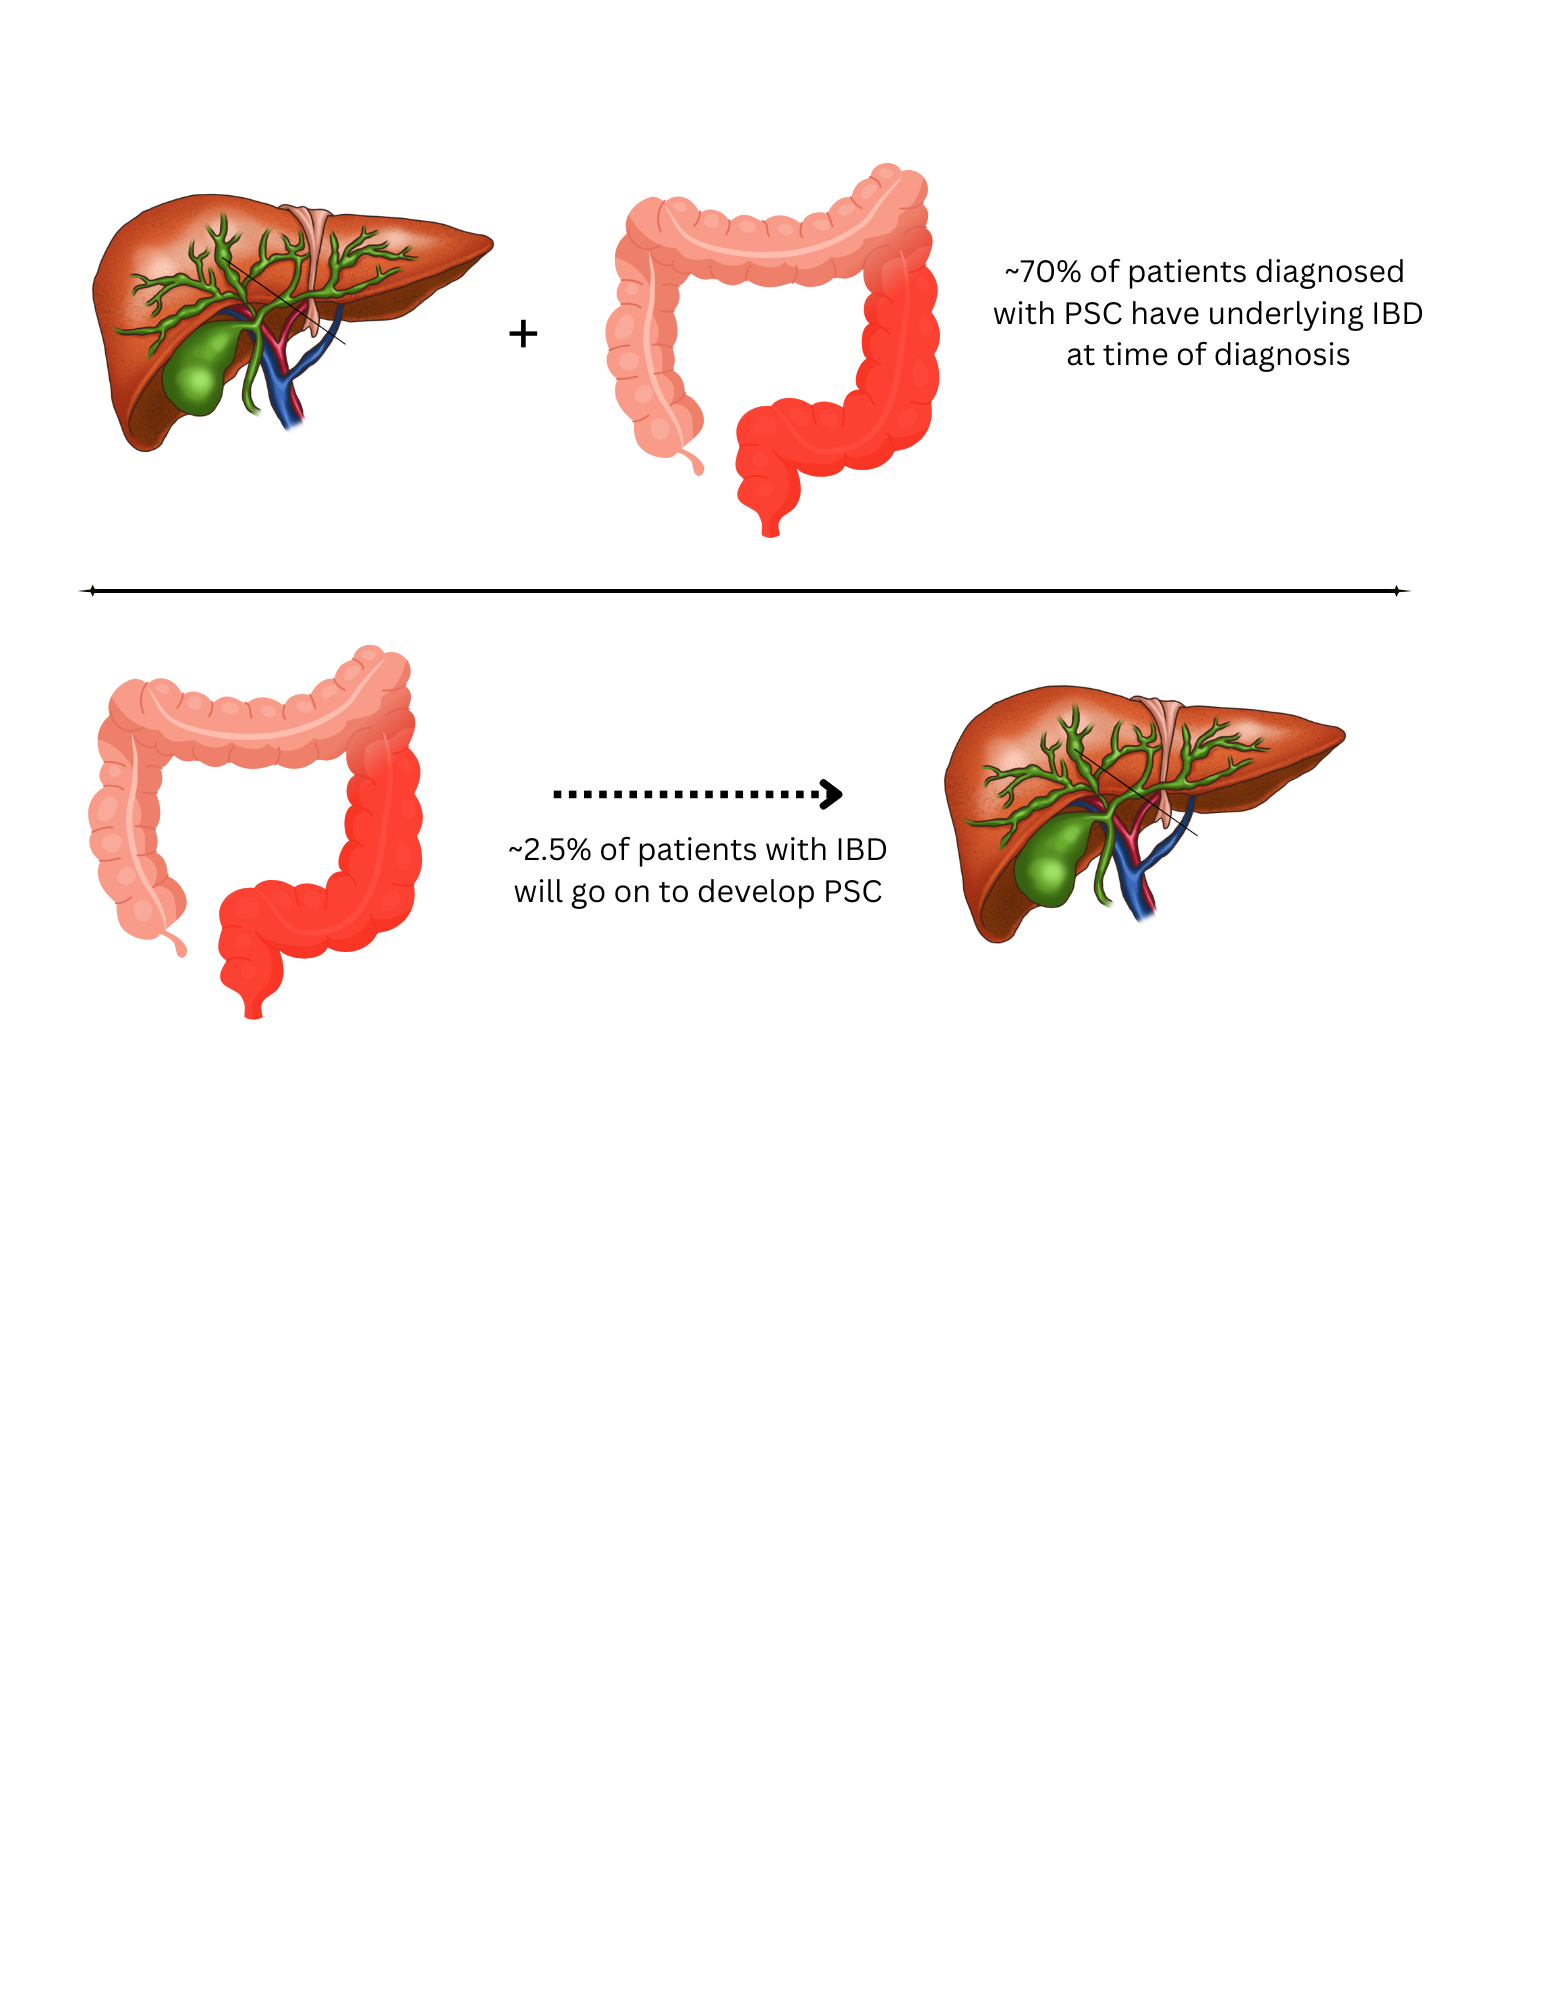 ~70% of patients diagnosed
with PSC have underlying IBD
at time of diagnosis
+
~2.5% of patients with IBD
will go on to develop PSC